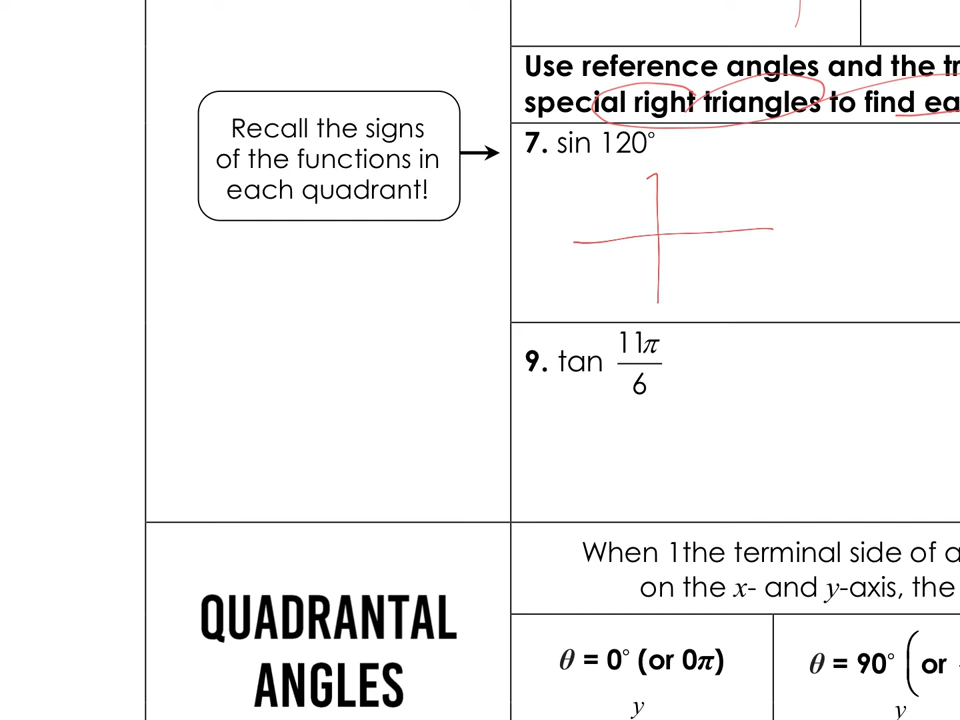 Use reference angles and the
special right triangles to find
7. sin 120°
Recall the signs
of the functions in
each quadrant!
9. tan 11π/6
When 1the terminal side of
on the x- and y-axis, the
QUADRANTAL
ANGLES
θ = 0° (or 0π)
θ = 90° (or
y
y